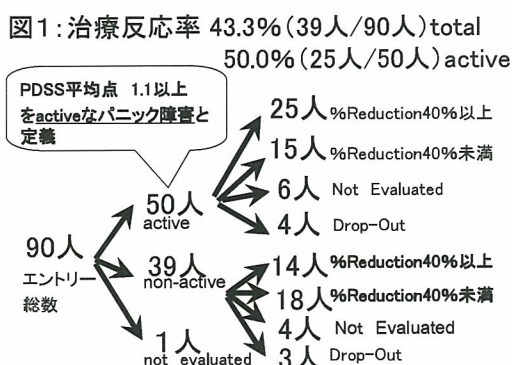 図1:治療反応率 43.3%(39人/90人)total
50.0%(25人/50人)active
PDSS平均点 1.1以上
をactiveなパニック障害と
定義
90人
エントリー
総数
50人
active
39人
non-active
1人
not evaluated
25人 %Reduction40%以上
15人 %Reduction40%未満
6人 Not Evaluated
4人 Drop-Out
14人 %Reduction40%以上
18人 %Reduction40%未満
4人 Not Evaluated
3人 Drop-Out